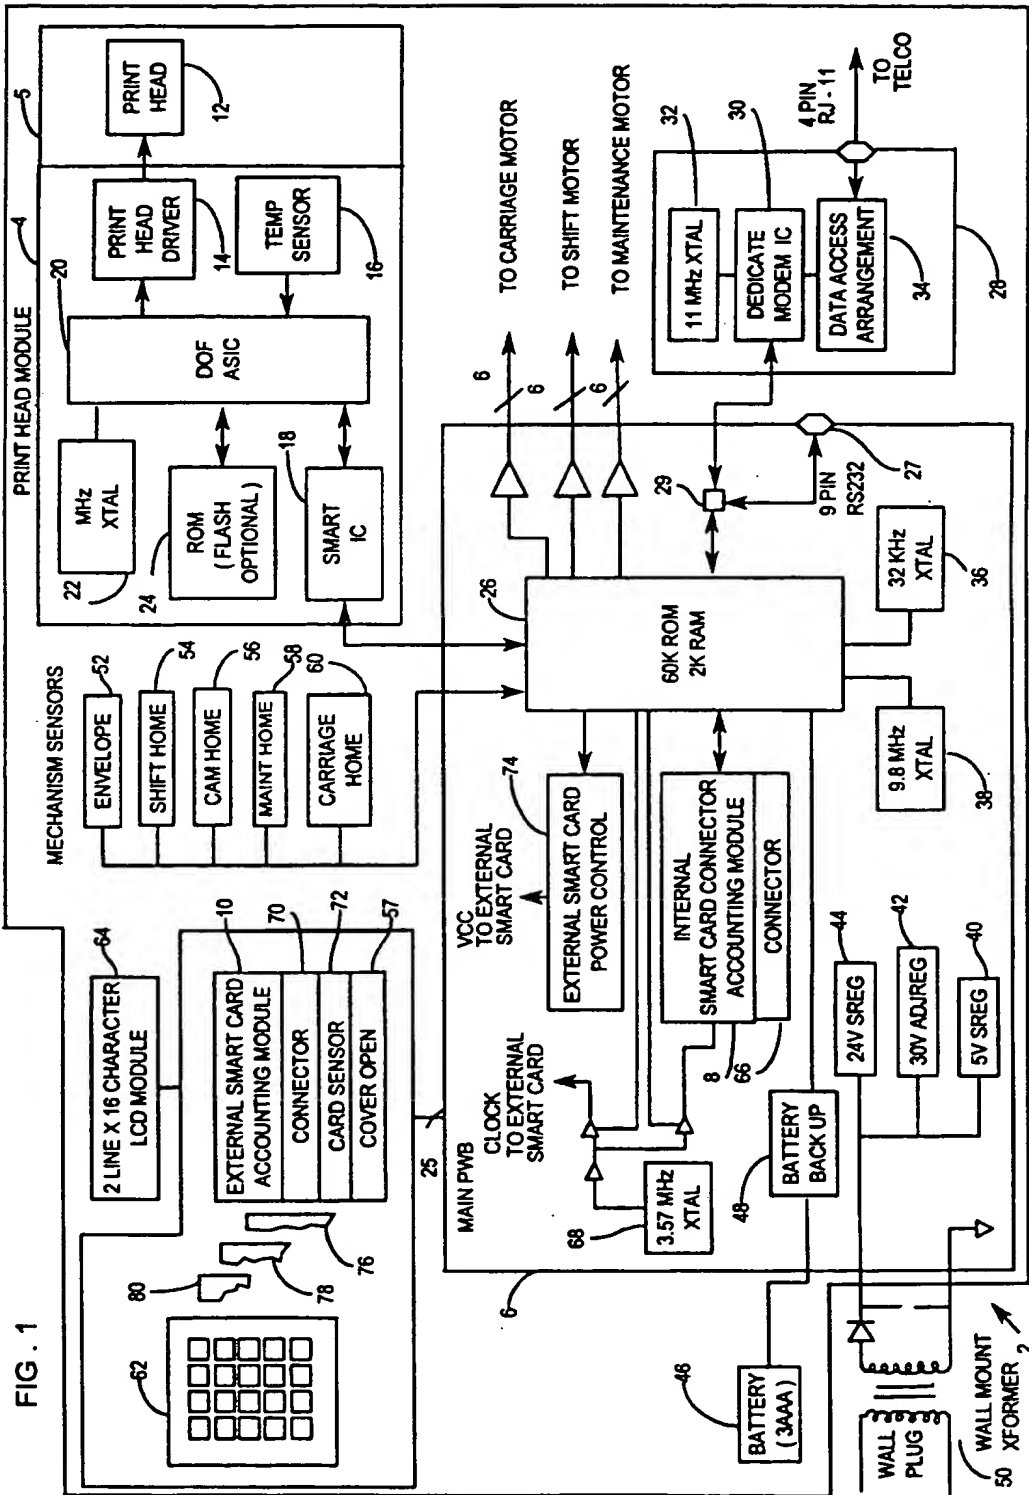 FIG . 1
PRINT HEAD MODULE
4
5
20
PRINT
HEAD
12
PRINT
HEAD
DRIVER
14
TEMP
SENSOR
16
DOF
ASIC
MHz
XTAL
22
ROM
( FLASH
OPTIONAL )
24
18
SMART
IC
MECHANISM SENSORS
ENVELOPE
52
SHIFT HOME
54
CAM HOME
56
MAINT HOME
58
CARRIAGE
HOME
60
2 LINE X 16 CHARACTER
LCD MODULE
64
EXTERNAL SMART CARD
ACCOUNTING MODULE
10
CONNECTOR
70
CARD SENSOR
72
COVER OPEN
57
62
80
78
76
25
MAIN PWB
6
CLOCK
TO EXTERNAL
SMART CARD
VCC
TO EXTERNAL
SMART CARD
74
EXTERNAL SMART CARD
POWER CONTROL
INTERNAL
SMART CARD CONNECTOR
ACCOUNTING MODULE
CONNECTOR
8
66
3.57 MHz
XTAL
68
26
60K ROM
2K RAM
TO CARRIAGE MOTOR
6
TO SHIFT MOTOR
6
TO MAINTENANCE MOTOR
6
29
9 PIN
RS232
27
11 MHz XTAL
32
DEDICATE
MODEM IC
30
DATA ACCESS
ARRANGEMENT
34
28
4 PIN
RJ - 11
TO
TELCO
32 KHz
XTAL
36
9.8 MHz
XTAL
38
BATTERY
BACK UP
48
24V SREG
44
30V ADJREG
42
5V SREG
40
BATTERY
( 3AAA )
46
WALL
PLUG
50
WALL MOUNT
XFORMER
2